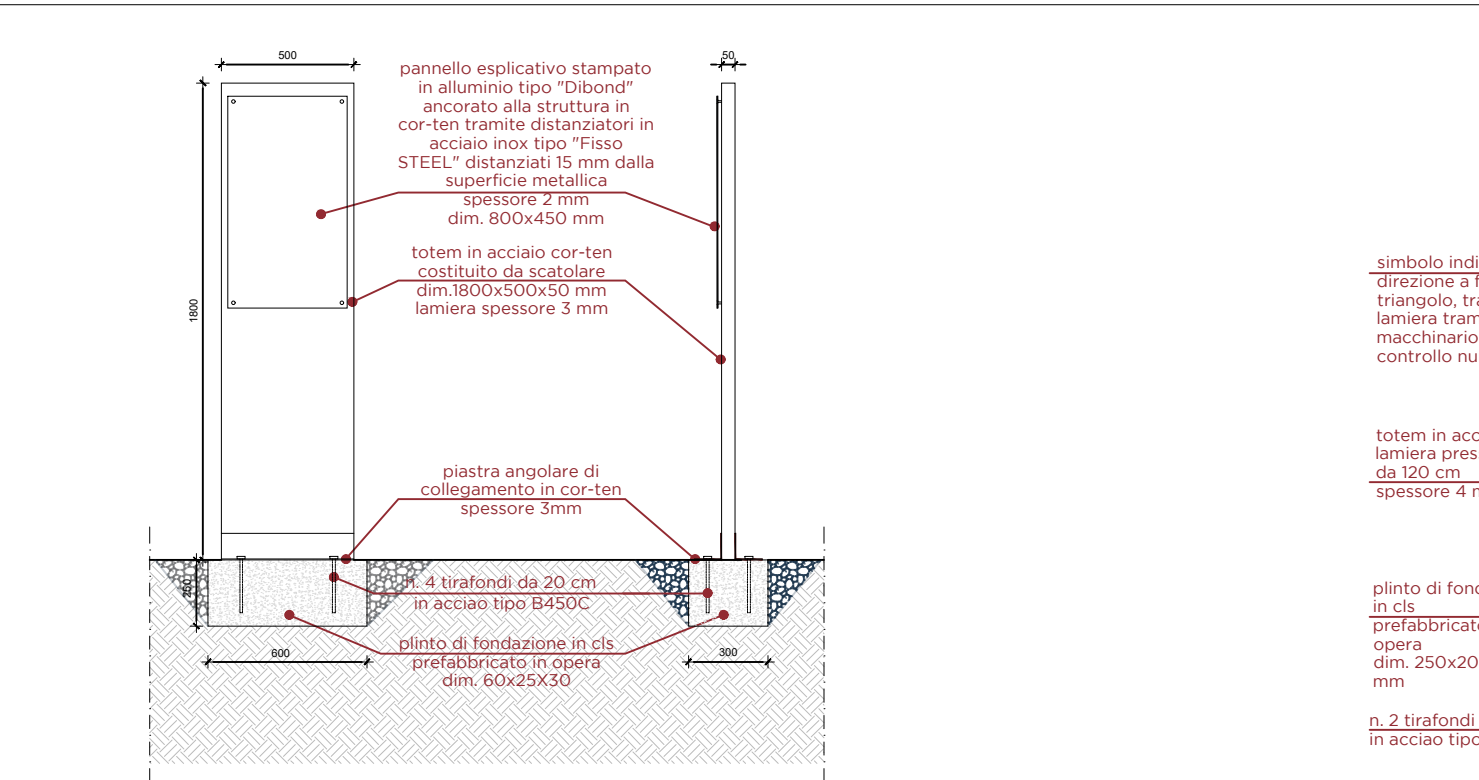 500
50
pannello esplicativo stampato
in alluminio tipo "Dibond"
ancorato alla struttura in
cor-ten tramite distanziatori in
acciaio inox tipo "Fisso
STEEL" distanziati 15 mm dalla
superficie metallica
spessore 2 mm
dim. 800x450 mm
totem in acciaio cor-ten
costituito da scatolare
dim.1800x500x50 mm
lamiera spessore 3 mm
1800
piastra angolare di
collegamento in cor-ten
spessore 3mm
250
n. 4 tirafondi da 20 cm
in acciao tipo B450C
plinto di fondazione in cls
prefabbricato in opera
dim. 60x25X30
600
300
simbolo indi
direzione a f
triangolo, tra
lamiera tram
macchinario
controllo nu
totem in acc
lamiera pres
da 120 cm
spessore 4 m
plinto di fond
in cls
prefabbricato
opera
dim. 250x20
mm
n. 2 tirafondi
in acciao tipo